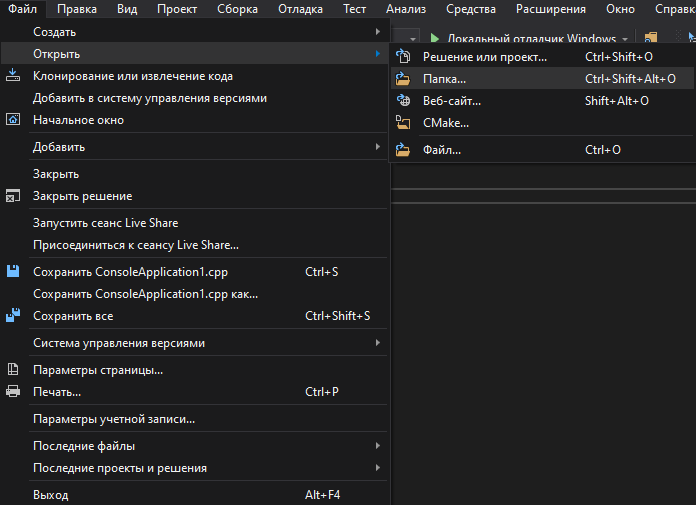 Файл Правка Вид Проект Сборка Отладка Тест Анализ Средства Расширения Окно Справка
Локальный отладчик Windows
Создать
Открыть
Клонирование или извлечение кода
Добавить в систему управления версиями
Начальное окно
Добавить
Закрыть
Закрыть решение
Запустить сеанс Live Share
Присоединиться к сеансу Live Share...
Сохранить ConsoleApplication1.cpp Ctrl+S
Сохранить ConsoleApplication1.cpp как...
Сохранить все Ctrl+Shift+S
Система управления версиями
Параметры страницы...
Печать... Ctrl+P
Параметры учетной записи...
Последние файлы
Последние проекты и решения
Выход Alt+F4
Решение или проект... Ctrl+Shift+O
Папка... Ctrl+Shift+Alt+O
Веб-сайт... Shift+Alt+O
CMake...
Файл... Ctrl+O